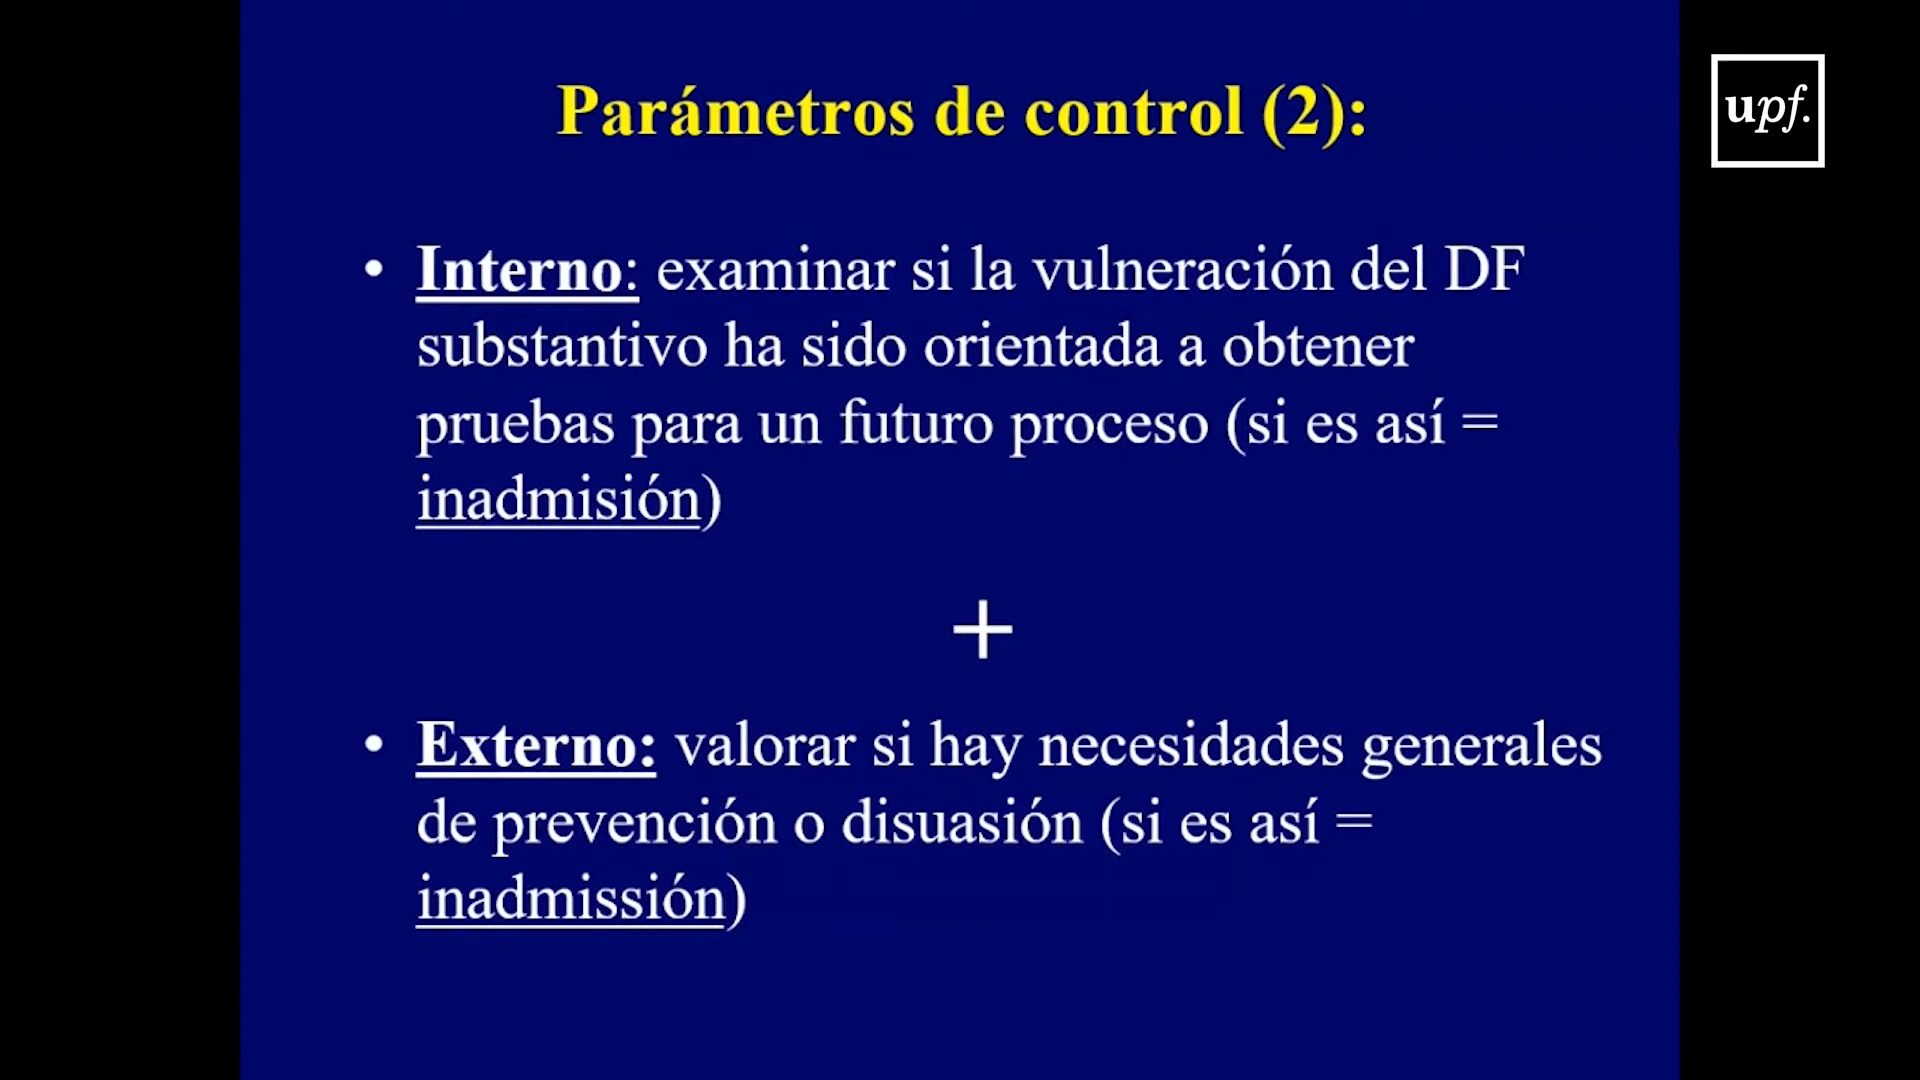 Parámetros de control (2):
upf.
• Interno: examinar si la vulneración del DF
substantivo ha sido orientada a obtener
pruebas para un futuro proceso (si es así =
inadmisión)
+
• Externo: valorar si hay necesidades generales
de prevención o disuasión (si es así =
inadmissión)